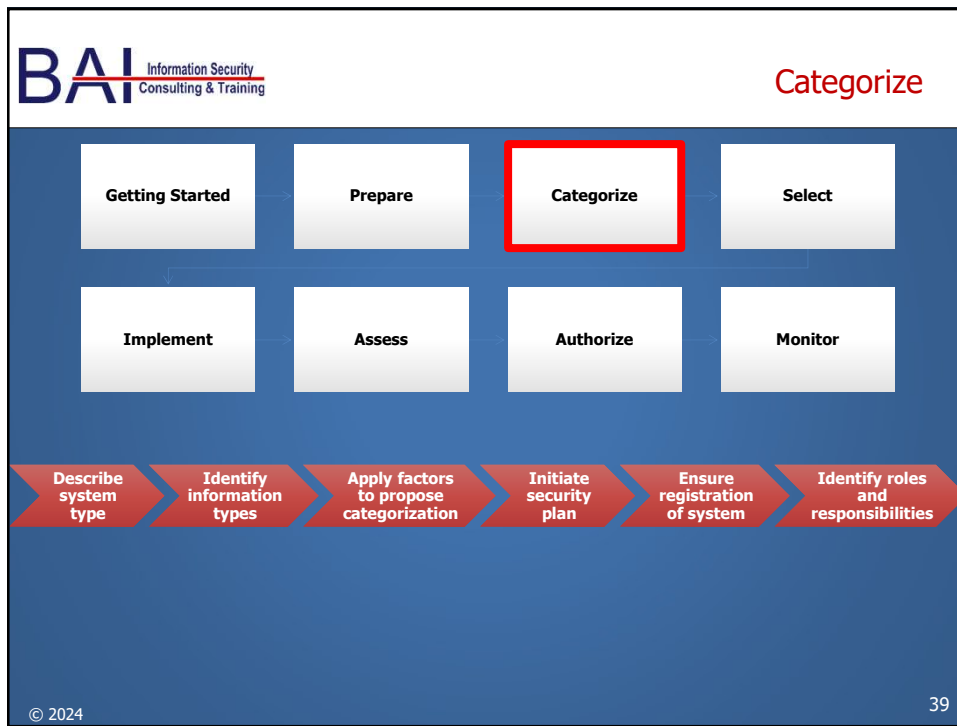 BAI Information Security
Consulting & Training
Categorize
Getting Started
Prepare
Categorize
Select
Implement
Assess
Authorize
Monitor
Describe
system
type
Identify
information
types
Apply factors
to propose
categorization
Initiate
security
plan
Ensure
registration
of system
Identify roles
and
responsibilities
© 2024
39